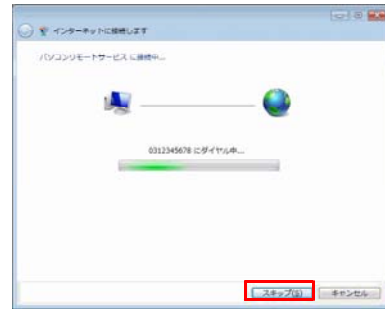 インターネットに接続します
パソコンリモートサービス に接続中...
0312345678 にダイヤル中...
スキップ(S)
キャンセル